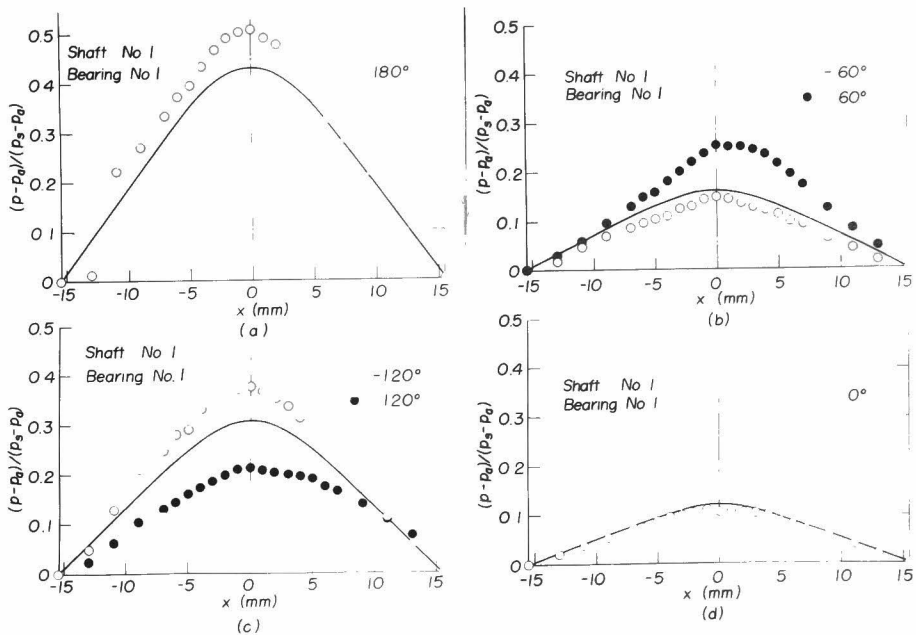 0.5
0.4
0.3
0.2
0.1
0
(p-pa)/(ps-pa)
Shaft No 1
Bearing No 1
180°
-15 -10 -5 0 5 10 15
x (mm)
(a)
0.5
0.4
0.3
0.2
0.1
0
(p-pa)/(ps-pa)
Shaft No 1
Bearing No 1
-60°
60°
-15 -10 -5 0 5 10 15
x (mm)
(b)
0.5
0.4
0.3
0.2
0.1
0
(p-pa)/(ps-pa)
Shaft No 1
Bearing No. 1
-120°
120°
-15 -10 -5 0 5 10 15
x (mm)
(c)
0.5
0.4
0.3
0.2
0.1
0
(p-pa)/(ps-pa)
Shaft No 1
Bearing No 1
0°
-15 -10 -5 0 5 10 15
x (mm)
(d)